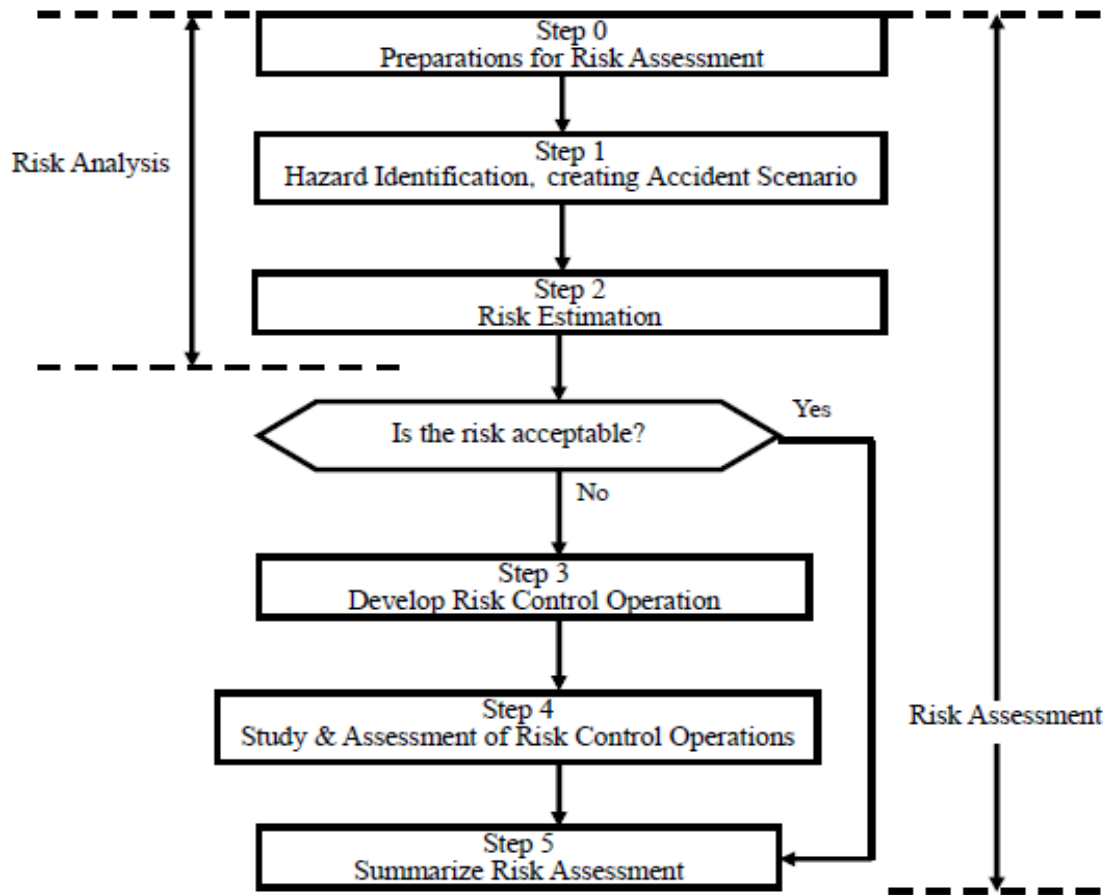 Step 0
Preparations for Risk Assessment
Risk Analysis
Step 1
Hazard Identification, creating Accident Scenario
Step 2
Risk Estimation
Is the risk acceptable?
Yes
No
Step 3
Develop Risk Control Operation
Step 4
Study & Assessment of Risk Control Operations
Risk Assessment
Step 5
Summarize Risk Assessment